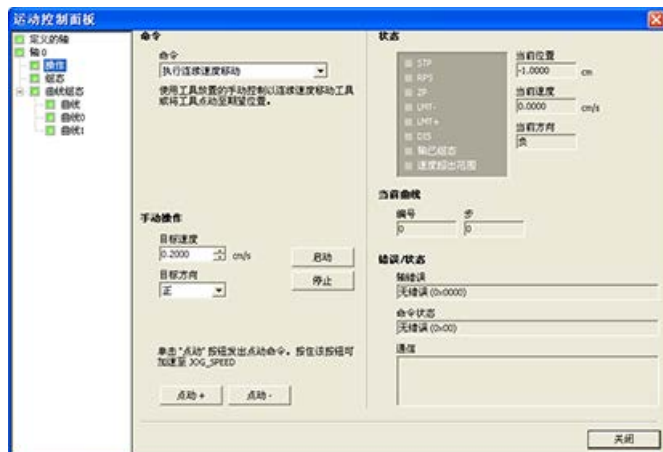 运动控制面板
定义的轴
轴 0
操作
组态
曲线组态
曲线
曲线0
曲线1
命令
命令
执行连续速度移动
使用工具放置的手动控制以连续速度移动工具
或将工具点动至期望位置。
手动操作
目标速度
0.2000 cm/s
启动
目标方向
正
停止
单击"点动"按钮发出点动命令。按住该按钮可
加速至 JOG_SPEED
点动 +
点动 -
状态
STP
RPS
ZP
LMT-
LMT+
DIS
轴已组态
速度超出范围
当前位置
-1.0000 cm
当前速度
0.0000 cm/s
当前方向
负
当前曲线
编号
步
0
0
错误/状态
轴错误
无错误 (0x0000)
命令状态
无错误 (0x00)
通信
关闭